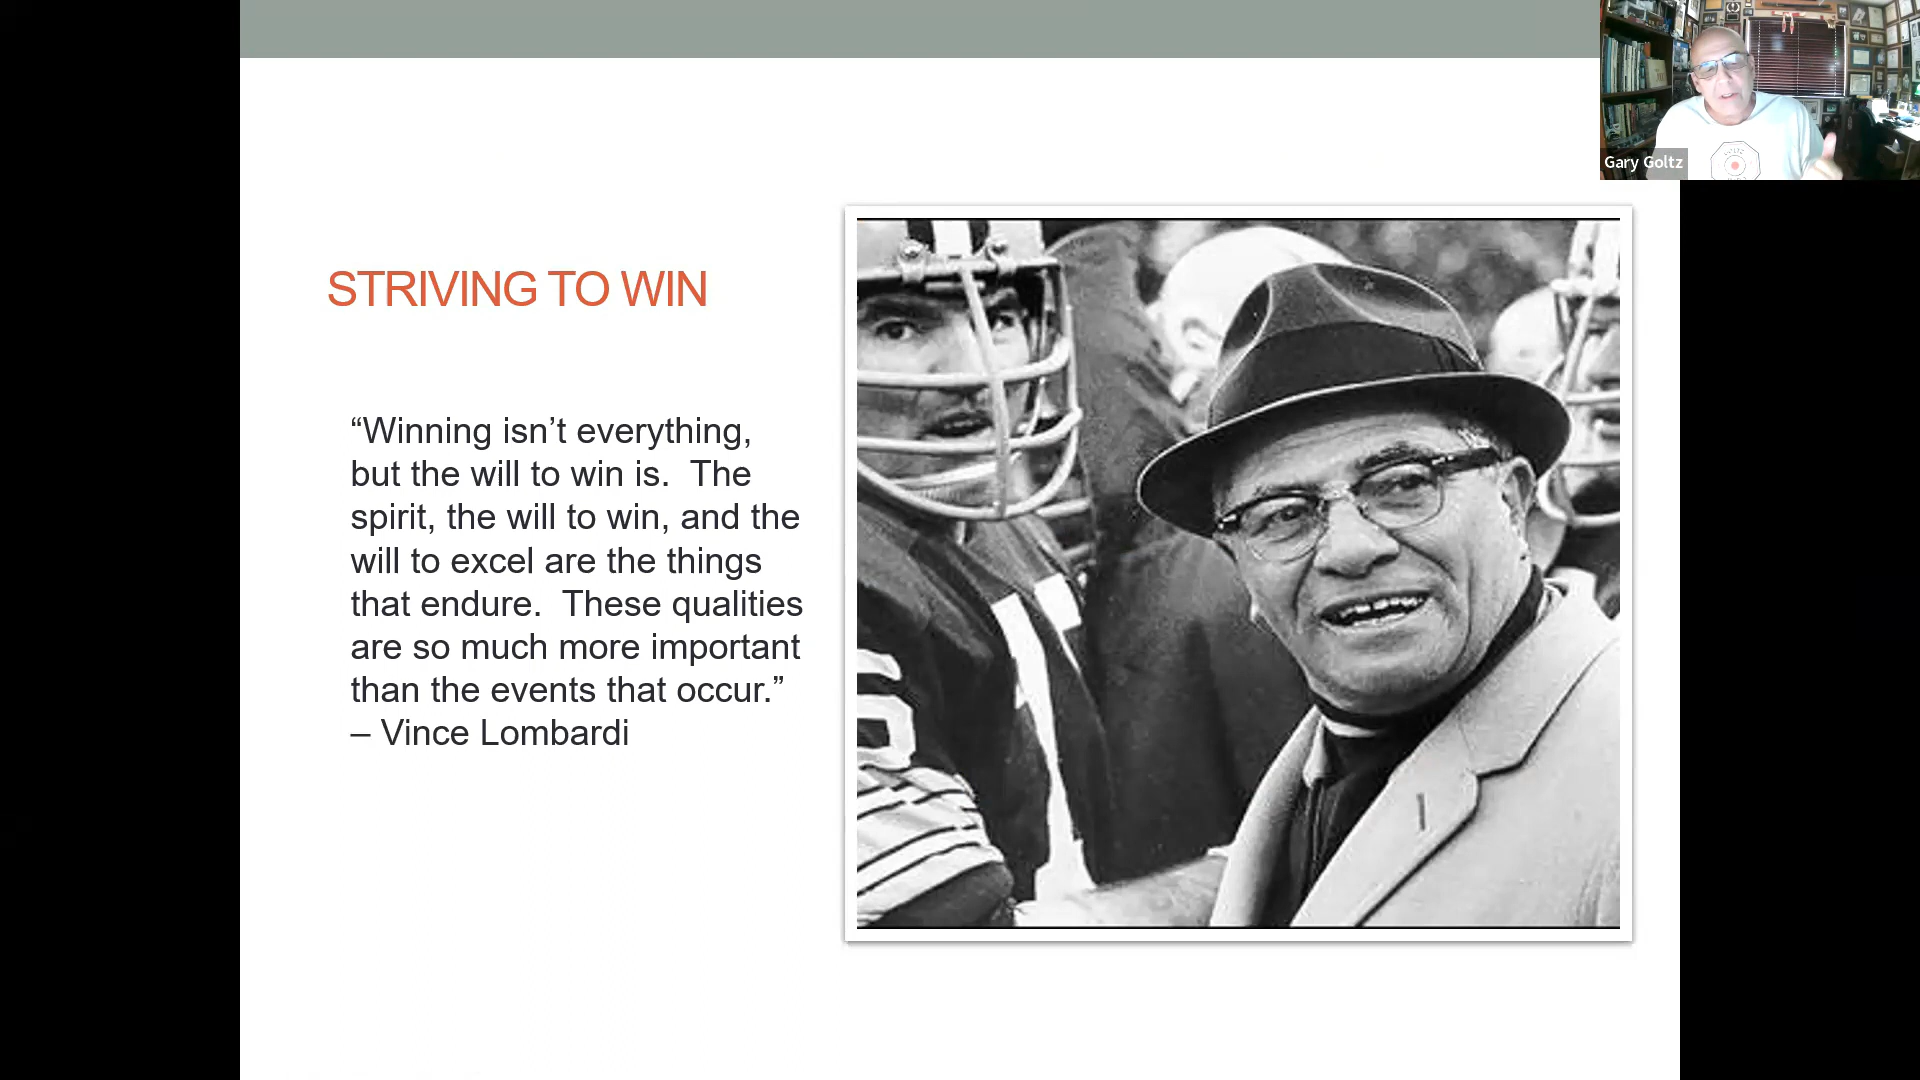 Gary Goltz
STRIVING TO WIN
“Winning isn’t everything,
but the will to win is.  The
spirit, the will to win, and the
will to excel are the things
that endure.  These qualities
are so much more important
than the events that occur.”
– Vince Lombardi